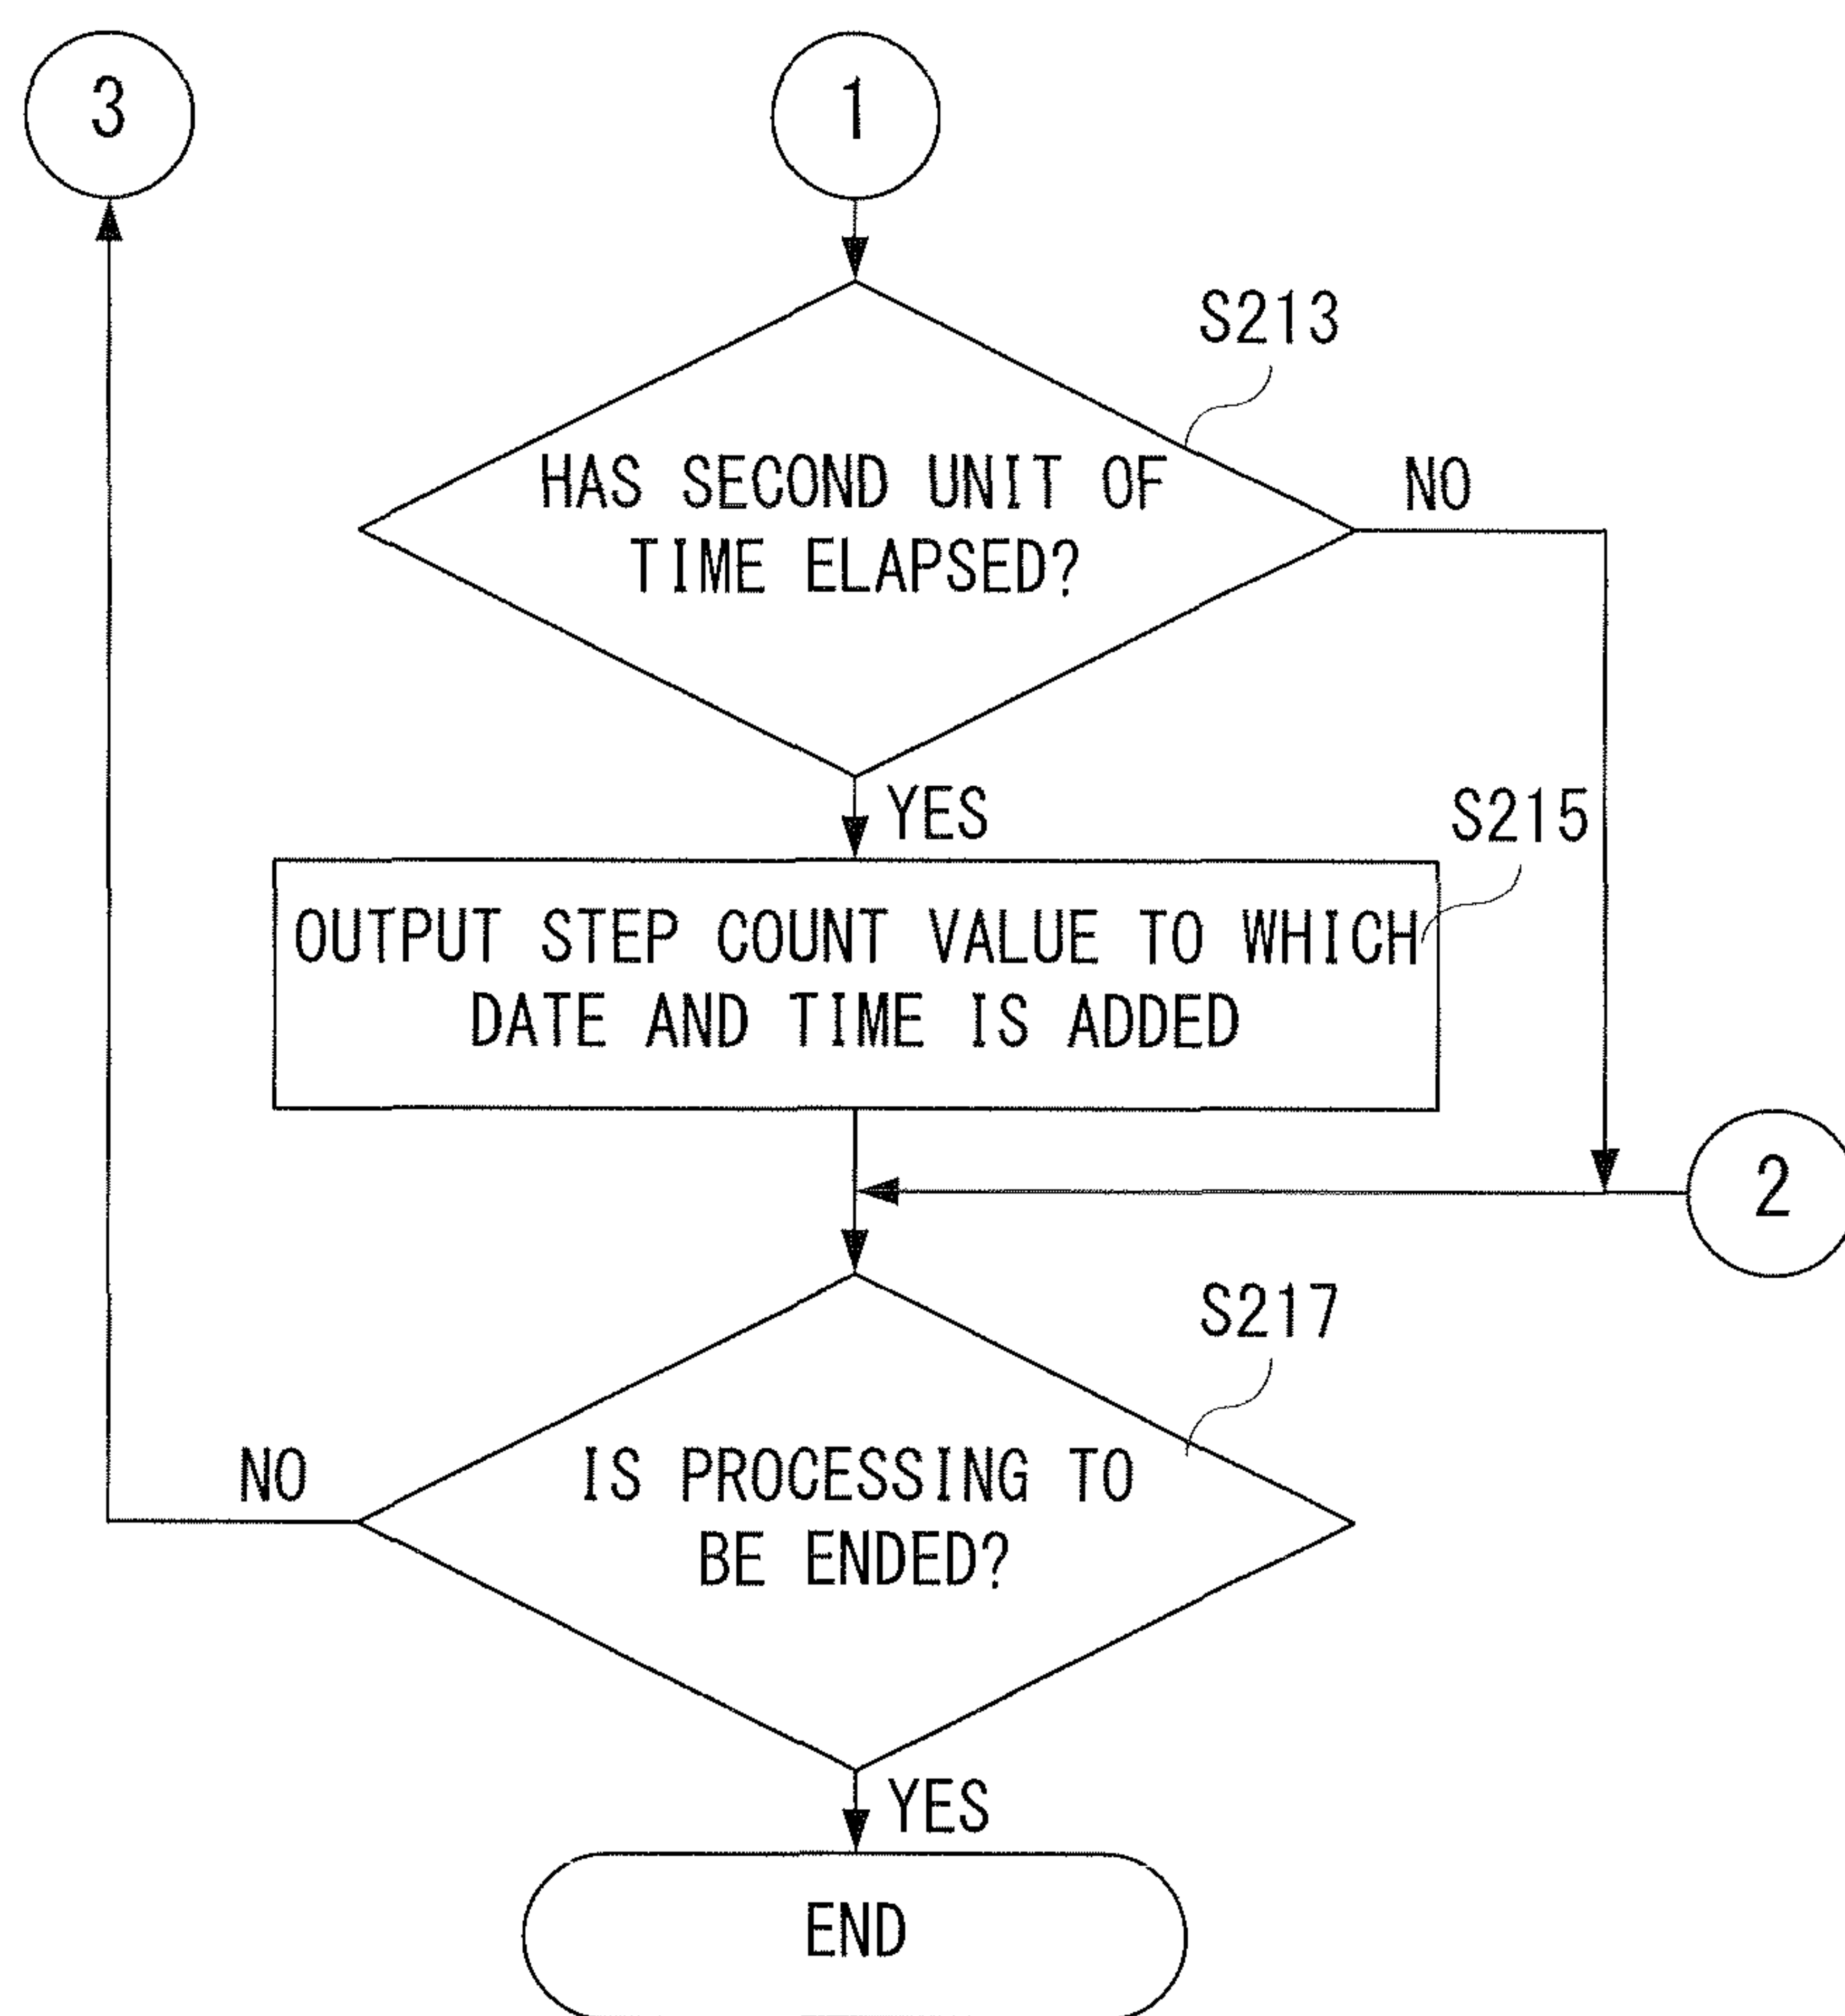 3
1
S213
HAS SECOND UNIT OF
TIME ELAPSED?
NO
YES
S215
OUTPUT STEP COUNT VALUE TO WHICH
DATE AND TIME IS ADDED
2
S217
NO
IS PROCESSING TO
BE ENDED?
YES
END